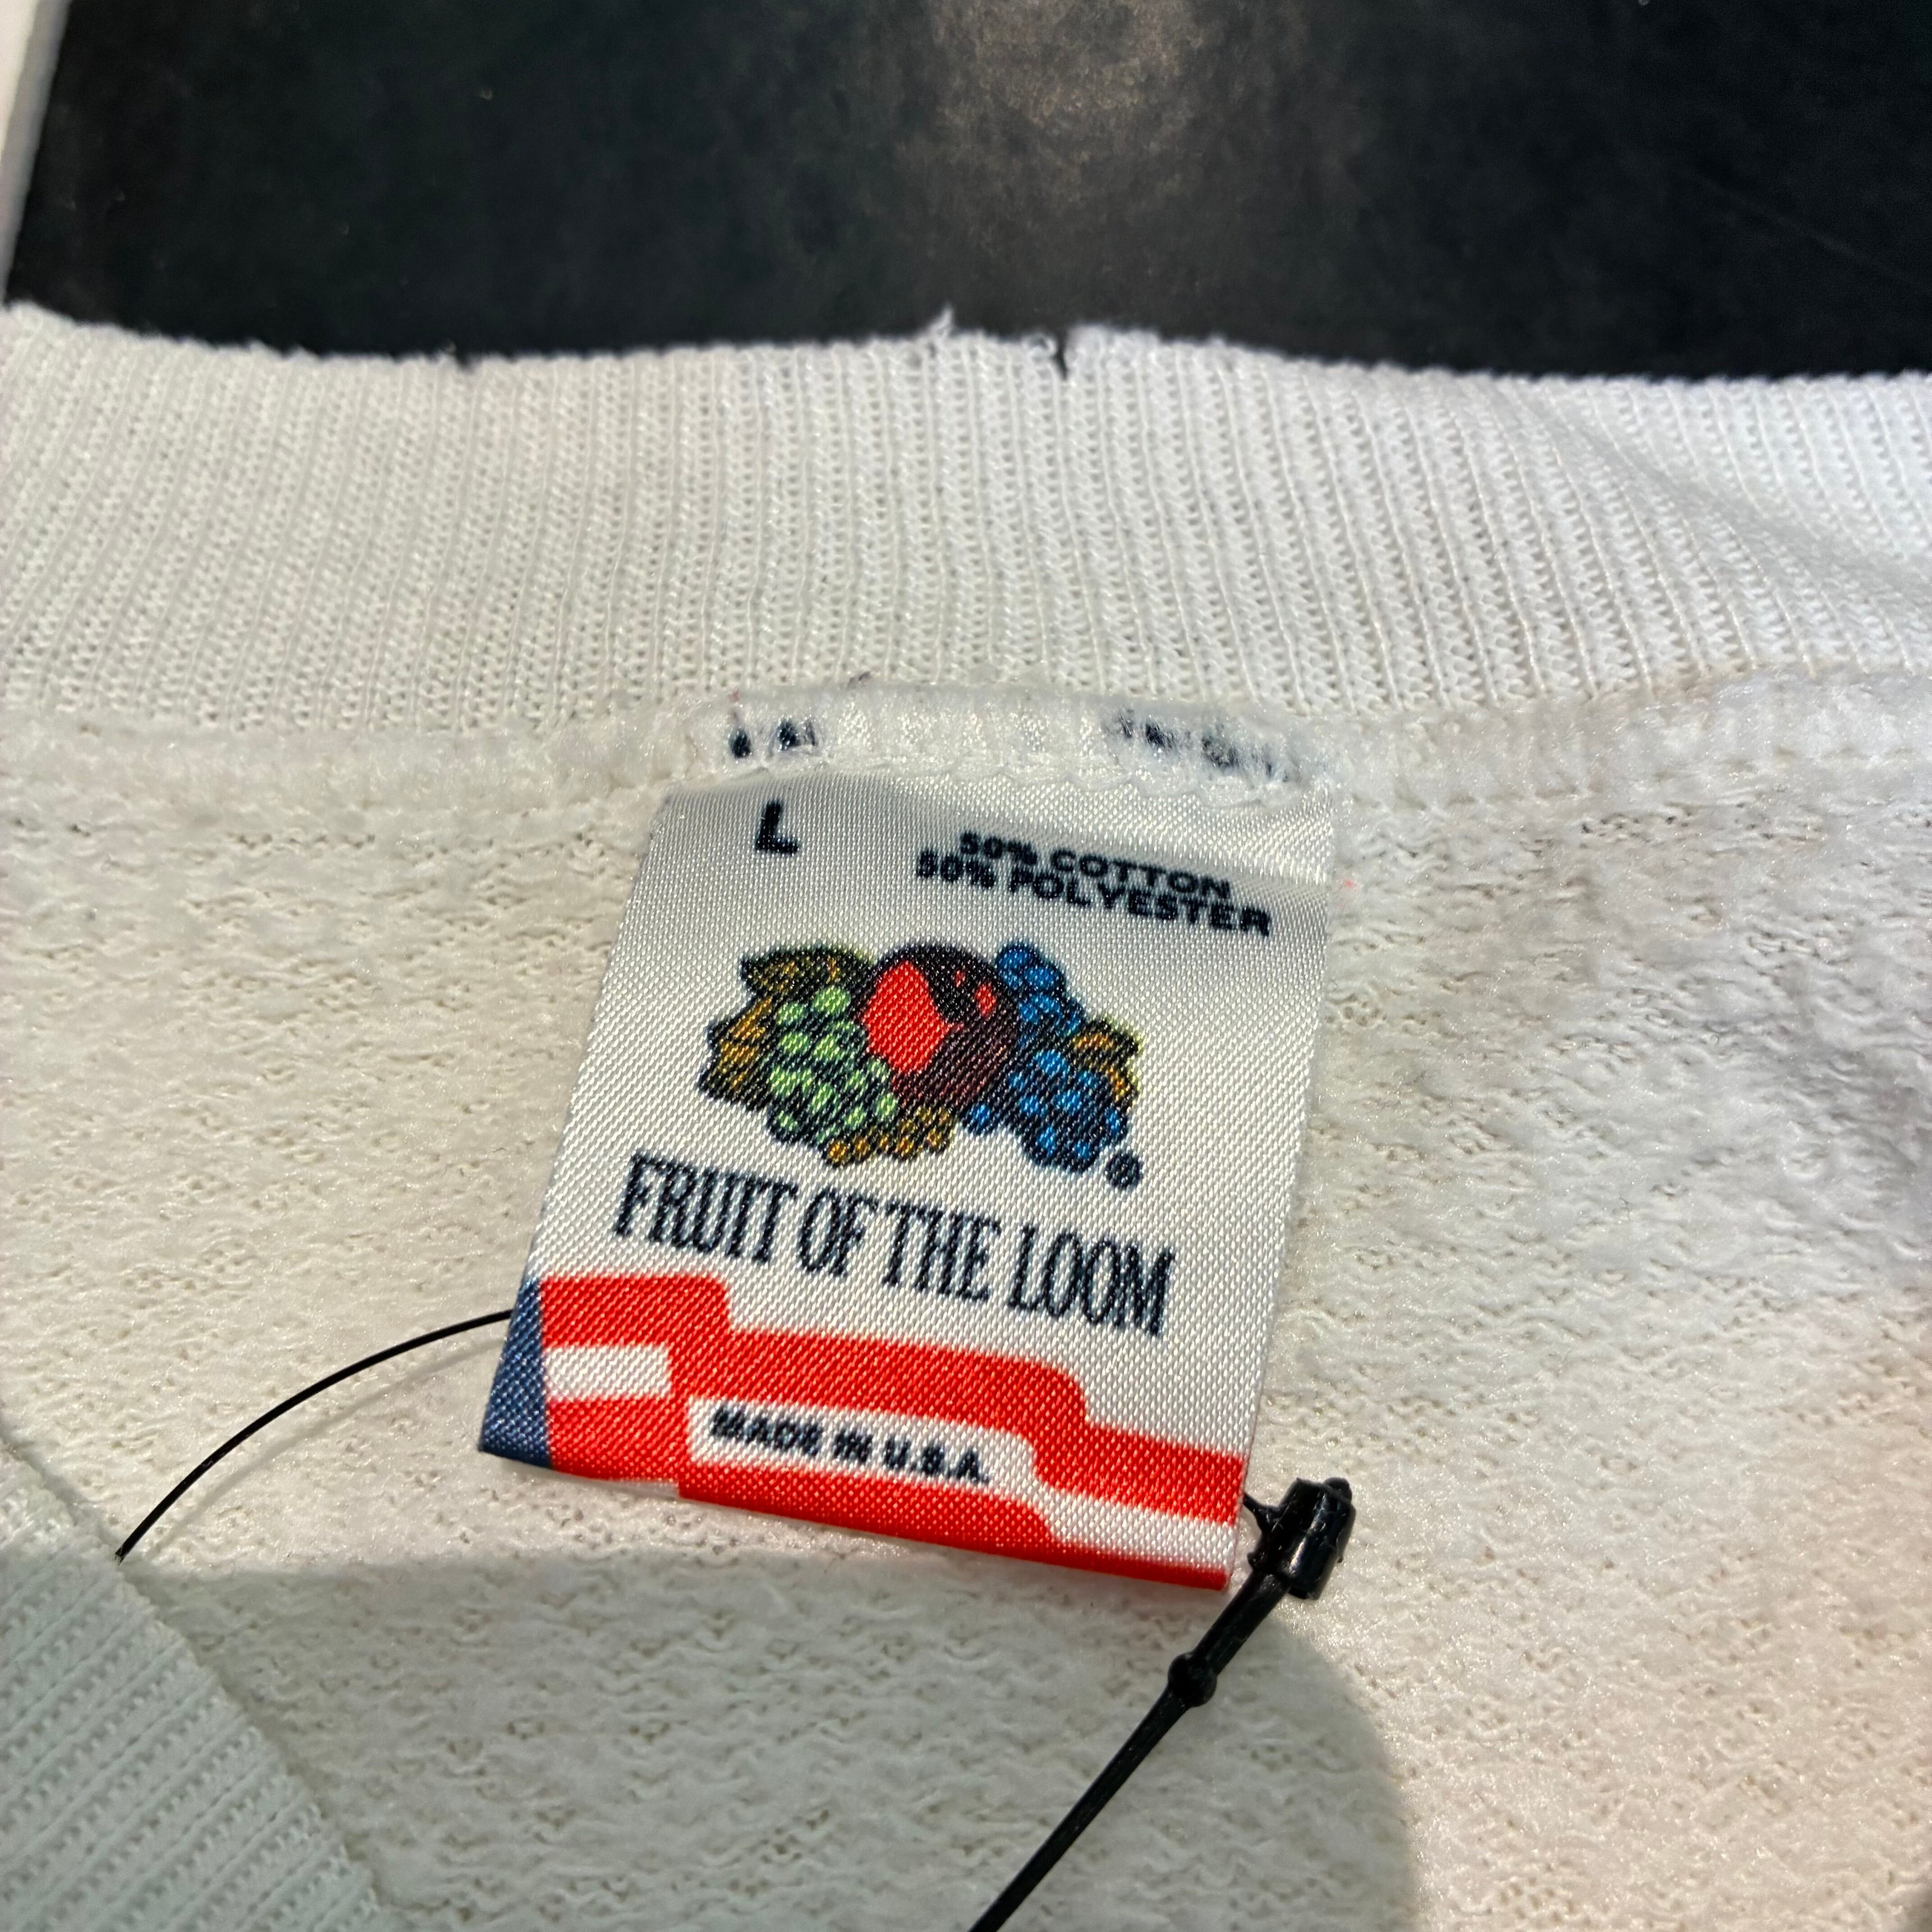 L
50% COTTON
50% POLYESTER
®
FRUIT OF THE LOOM
MADE IN U.S.A.